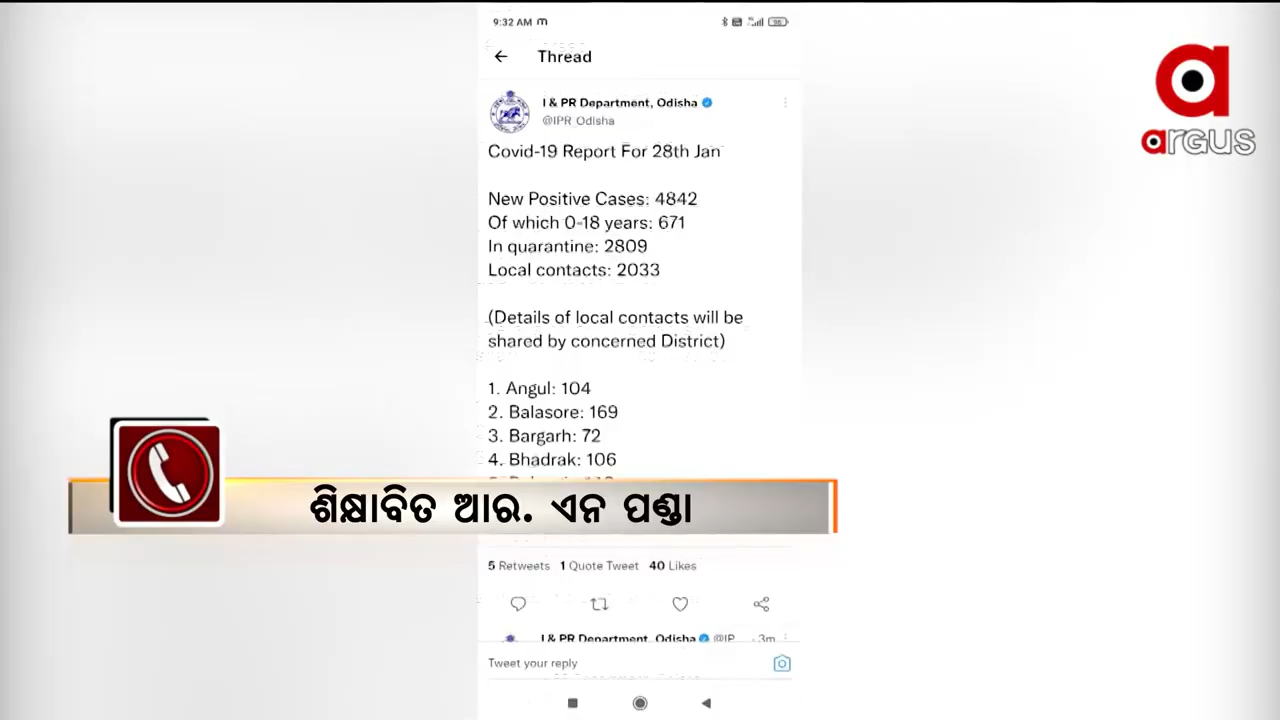 9:32 AM
Thread
I & PR Department, Odisha
@IPR_Odisha
Covid-19 Report For 28th Jan
New Positive Cases: 4842
Of which 0-18 years: 671
In quarantine: 2809
Local contacts: 2033
(Details of local contacts will be
shared by concerned District)
1. Angul: 104
2. Balasore: 169
3. Bargarh: 72
4. Bhadrak: 106
ଶିକ୍ଷାବିତ ଆର. ଏନ ପଣ୍ଡା
5 Retweets 1 Quote Tweet 40 Likes
I & PR Department, Odisha @IP... · 3m
Tweet your reply
argus